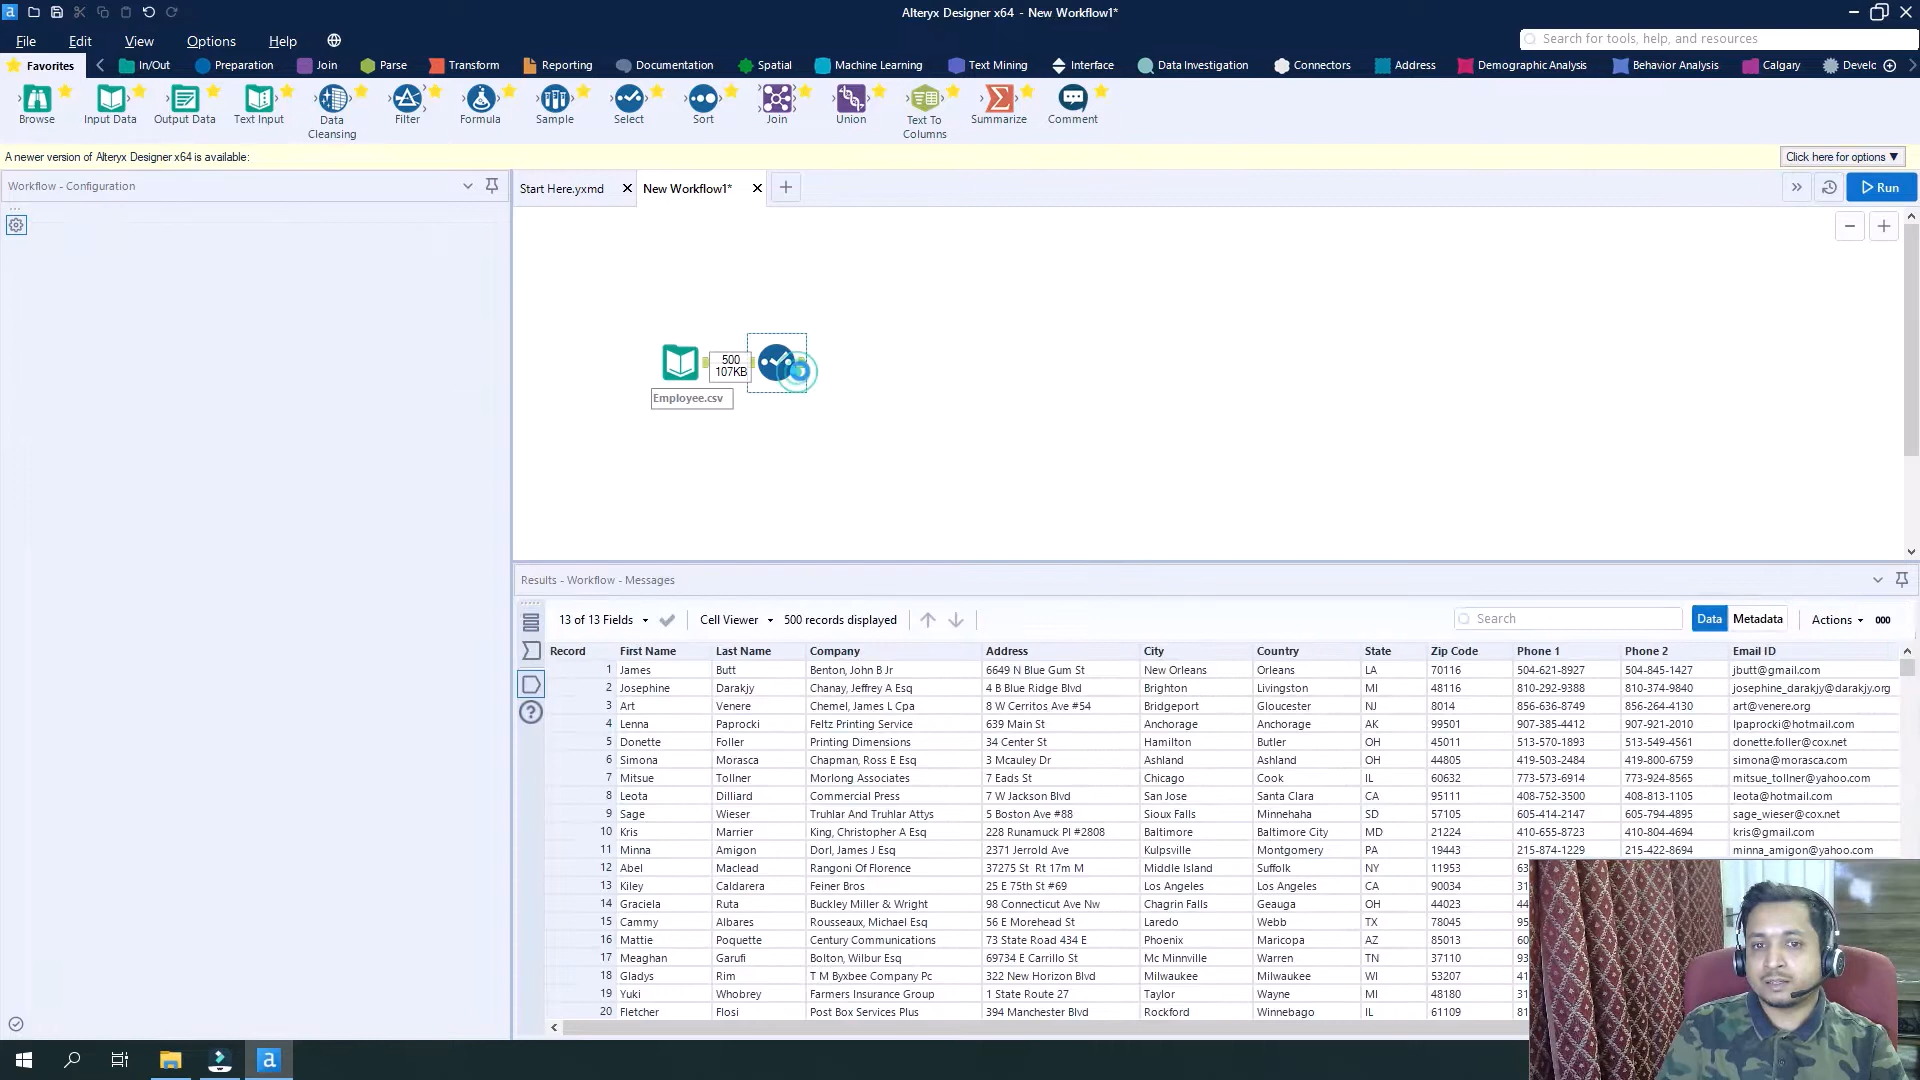 Alteryx Designer x64 - New Workflow1*
File Edit View Options Help
Search for tools, help, and resources
Favorites In/Out Preparation Join Parse Transform Reporting Documentation Spatial Machine Learning Text Mining Interface Data Investigation Connectors Address Demographic Analysis Behavior Analysis Calgary Develo
Browse Input Data Output Data Text Input Data Cleansing Filter Formula Sample Select Sort Join Union Text To Columns Summarize Comment
A newer version of Alteryx Designer x64 is available: Click here for options ▼
Workflow - Configuration
Start Here.yxmd New Workflow1* Run
500
107KB
Employee.csv
Results - Workflow - Messages
13 of 13 Fields Cell Viewer 500 records displayed Search Data Metadata Actions 000
Record First Name Last Name Company Address City Country State Zip Code Phone 1 Phone 2 Email ID
1 James Butt Benton, John B Jr 6649 N Blue Gum St New Orleans Orleans LA 70116 504-621-8927 504-845-1427 jbutt@gmail.com
2 Josephine Darakjy Chanay, Jeffrey A Esq 4 B Blue Ridge Blvd Brighton Livingston MI 48116 810-292-9388 810-374-9840 josephine_darakjy@darakjy.org
3 Art Venere Chemel, James L Cpa 8 W Cerritos Ave #54 Bridgeport Gloucester NJ 8014 856-636-8749 856-264-4130 art@venere.org
4 Lenna Paprocki Feltz Printing Service 639 Main St Anchorage Anchorage AK 99501 907-385-4412 907-921-2010 lpaprocki@hotmail.com
5 Donette Foller Printing Dimensions 34 Center St Hamilton Butler OH 45011 513-570-1893 513-549-4561 donette.foller@cox.net
6 Simona Morasca Chapman, Ross E Esq 3 Mcauley Dr Ashland Ashland OH 44805 419-503-2484 419-800-6759 simona@morasca.com
7 Mitsue Tollner Morlong Associates 7 Eads St Chicago Cook IL 60632 773-573-6914 773-924-8565 mitsue_tollner@yahoo.com
8 Leota Dilliard Commercial Press 7 W Jackson Blvd San Jose Santa Clara CA 95111 408-752-3500 408-813-1105 leota@hotmail.com
9 Sage Wieser Truhlar And Truhlar Attys 5 Boston Ave #88 Sioux Falls Minnehaha SD 57105 605-414-2147 605-794-4895 sage_wieser@cox.net
10 Kris Marrier King, Christopher A Esq 228 Runamuck Pl #2808 Baltimore Baltimore City MD 21224 410-655-8723 410-804-4694 kris@gmail.com
11 Minna Amigon Dorl, James J Esq 2371 Jerrold Ave Kulpsville Montgomery PA 19443 215-874-1229 215-422-8694 minna_amigon@yahoo.com
12 Abel Maclead Rangoni Of Florence 37275 St Rt 17m M Middle Island Suffolk NY 11953 63
13 Kiley Caldarera Feiner Bros 25 E 75th St #69 Los Angeles Los Angeles CA 90034 31
14 Graciela Ruta Buckley Miller & Wright 98 Connecticut Ave Nw Chagrin Falls Geauga OH 44023 44
15 Cammy Albares Rousseaux, Michael Esq 56 E Morehead St Laredo Webb TX 78045 95
16 Mattie Poquette Century Communications 73 State Road 434 E Phoenix Maricopa AZ 85013 60
17 Meaghan Garufi Bolton, Wilbur Esq 69734 E Carrillo St Mc Minnville Warren TN 37110 93
18 Gladys Rim T M Byxbee Company Pc 322 New Horizon Blvd Milwaukee Milwaukee WI 53207 41
19 Yuki Whobrey Farmers Insurance Group 1 State Route 27 Taylor Wayne MI 48180 31
20 Fletcher Flosi Post Box Services Plus 394 Manchester Blvd Rockford Winnebago IL 61109 81